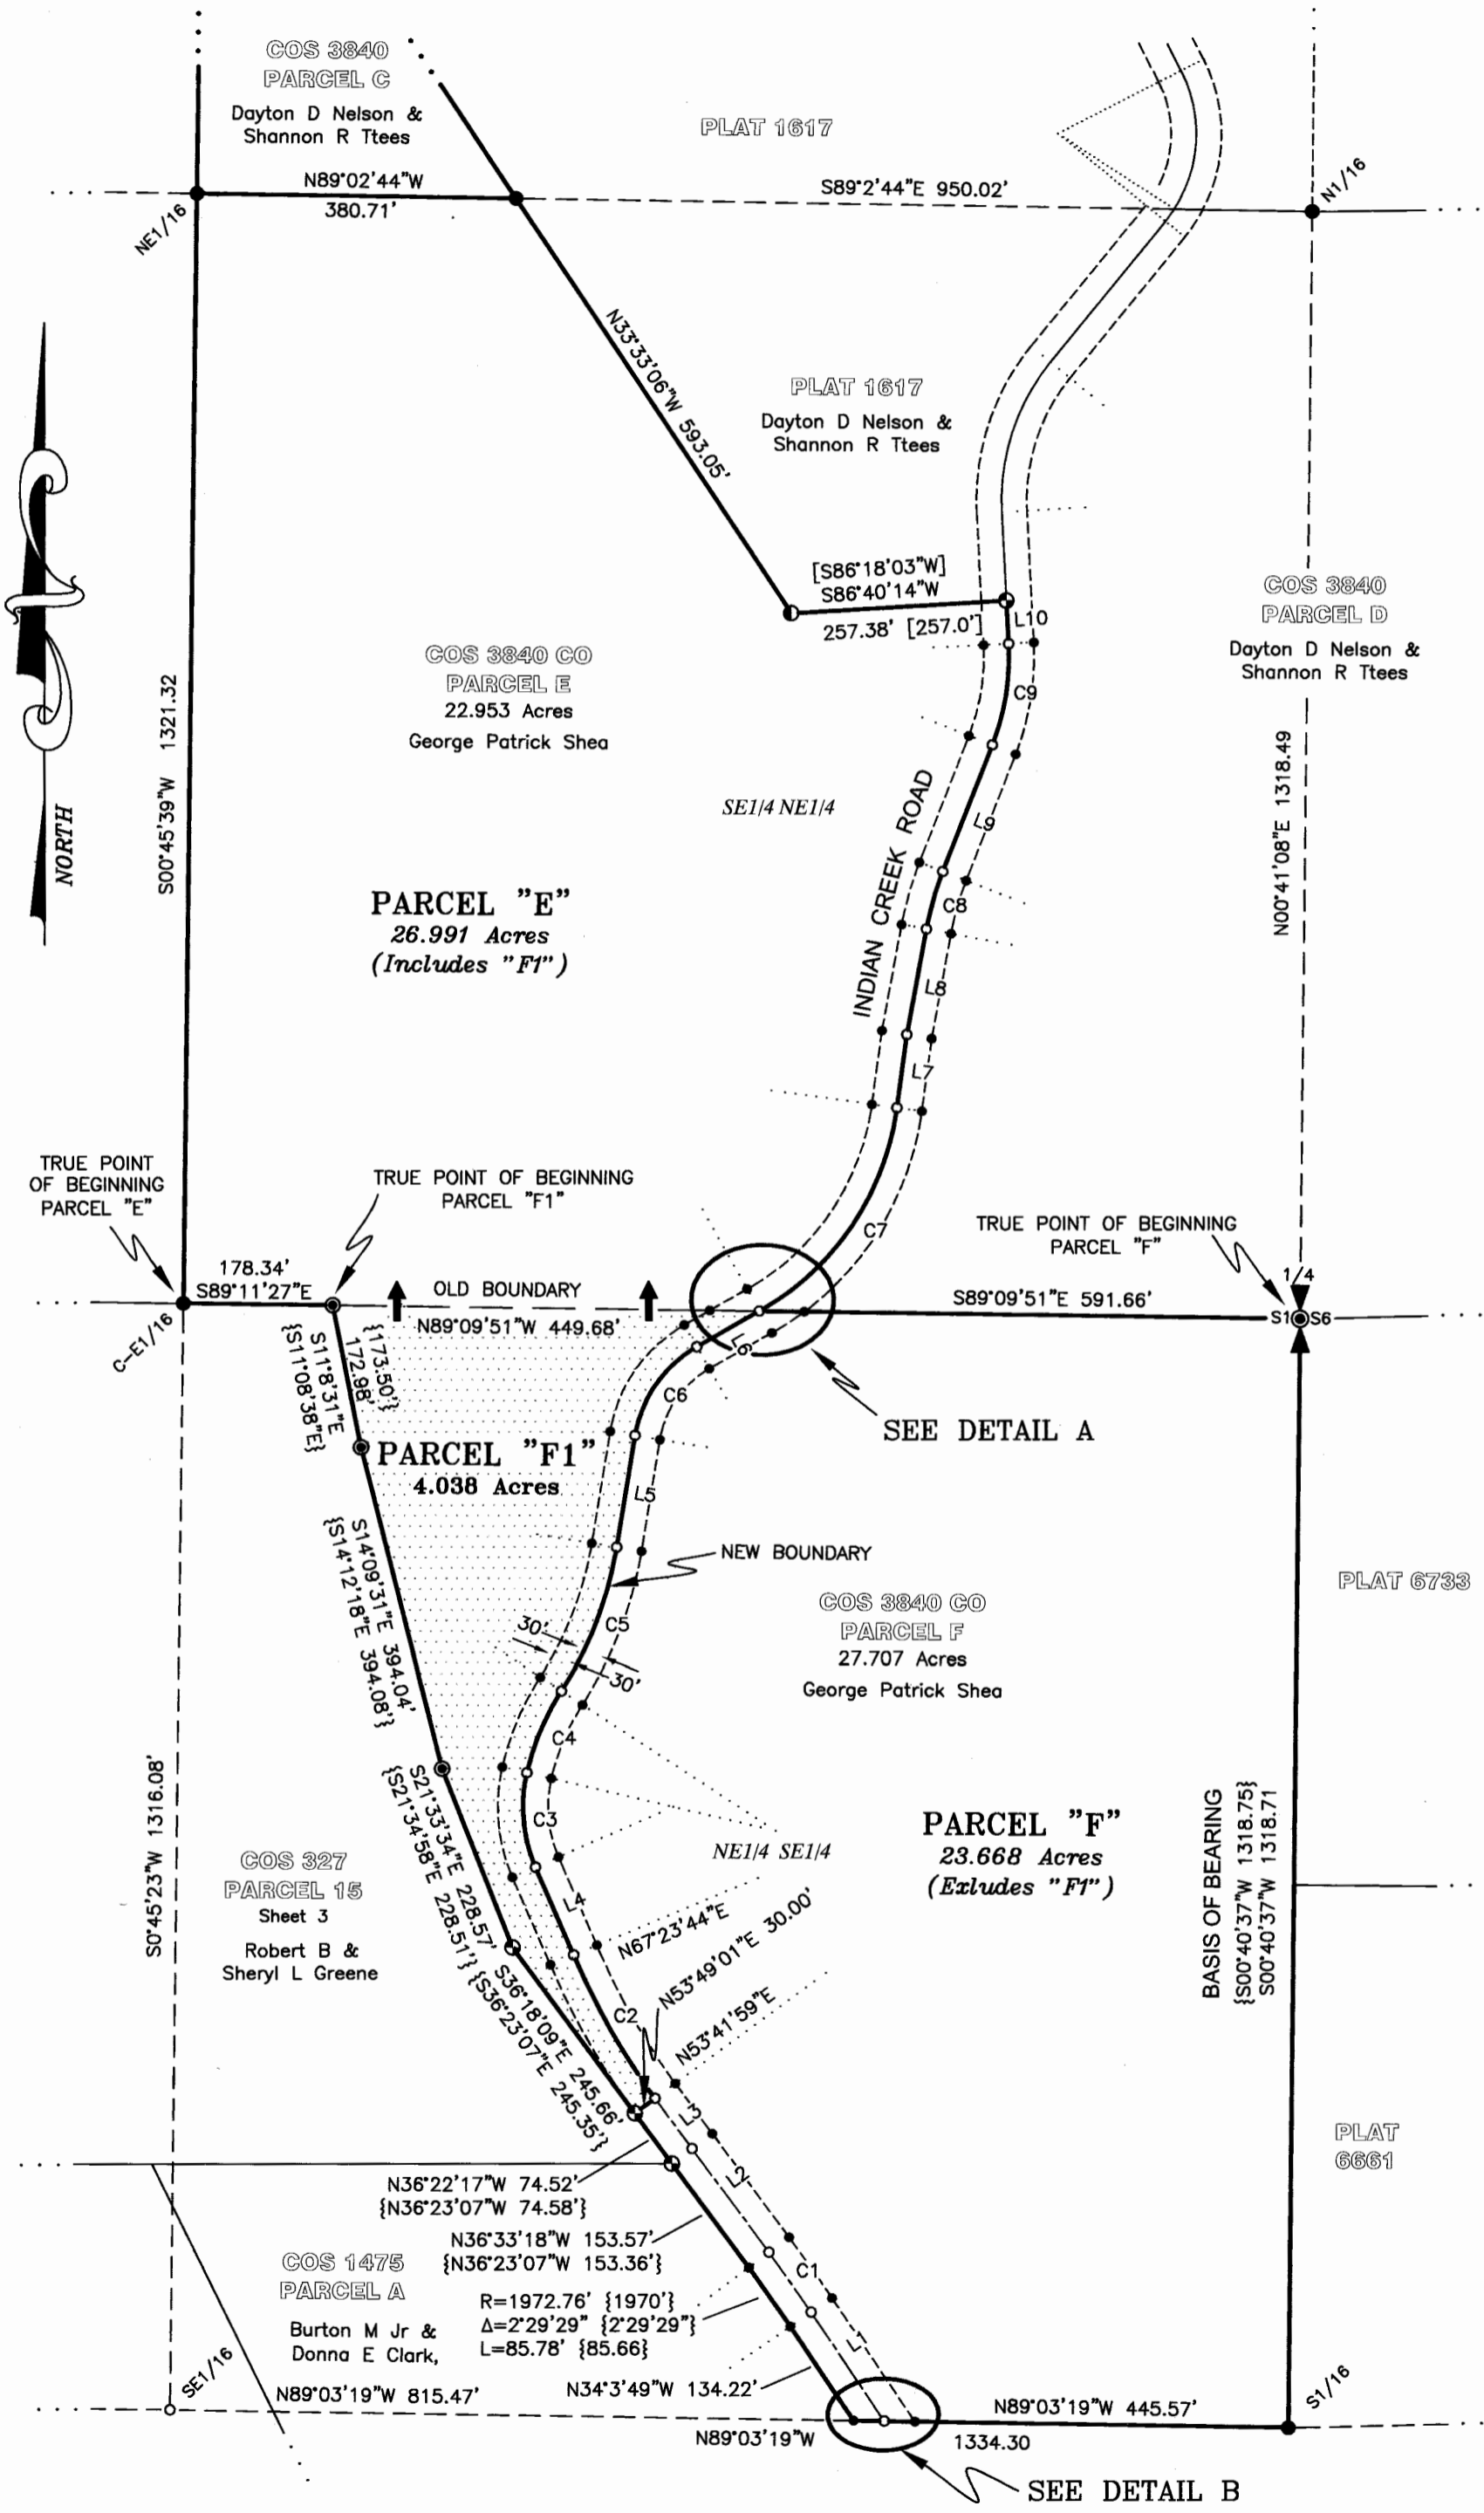 COS 3840
PARCEL C
Dayton D Nelson &
Shannon R Ttees
PLAT 1617
N89°02'44"W
380.71'
S89°2'44"E 950.02'
NE1/16
N1/16
N33°33'06"W 593.05'
PLAT 1617
Dayton D Nelson &
Shannon R Ttees
[S86°18'03"W]
S86°40'14"W
257.38' [257.0']
L10
COS 3840
PARCEL D
Dayton D Nelson &
Shannon R Ttees
COS 3840 CO
PARCEL E
22.953 Acres
George Patrick Shea
C9
NORTH
S00°45'39"W 1321.32
N00°41'08"E 1318.49
SE1/4 NE1/4
INDIAN CREEK ROAD
L9
PARCEL "E"
26.991 Acres
(Includes "F1")
C8
L8
L7
TRUE POINT
OF BEGINNING
PARCEL "E"
TRUE POINT OF BEGINNING
PARCEL "F1"
C7
TRUE POINT OF BEGINNING
PARCEL "F"
178.34'
S89°11'27"E
OLD BOUNDARY
N89°09'51"W 449.68'
S89°09'51"E 591.66'
1/4
S1
S6
C-E1/16
{173.50'}
172.98'
S11°8'31"E
{S11°08'38"E}
L6
C6
SEE DETAIL A
PARCEL "F1"
4.038 Acres
L5
NEW BOUNDARY
S14°09'31"E 394.04'
{S14°12'18"E 394.08'}
PLAT 6733
COS 3840 CO
PARCEL F
27.707 Acres
George Patrick Shea
30'
C5
30'
C4
S0°45'23"W 1316.08'
S21°33'34"E 228.57'
{S21°34'58"E 228.51'}
C3
PARCEL "F"
23.668 Acres
(Exludes "F1")
NE1/4 SE1/4
BASIS OF BEARING
{S00°40'37"W 1318.75}
S00°40'37"W 1318.71
COS 327
PARCEL 15
Sheet 3
Robert B &
Sheryl L Greene
L4
N67°23'44"E
N53°49'01"E 30.00'
N53°41'59"E
S36°18'09"E 245.66'
{S36°23'07"E 245.35'}
C2
L3
L2
PLAT
6661
N36°22'17"W 74.52'
{N36°23'07"W 74.58'}
N36°33'18"W 153.57'
{N36°23'07"W 153.36'}
COS 1475
PARCEL A
Burton M Jr &
Donna E Clark,
R=1972.76' {1970'}
Δ=2°29'29" {2°29'29"}
L=85.78' {85.66}
C1
L1
N34°3'49"W 134.22'
SE1/16
S1/16
N89°03'19"W 815.47'
N89°03'19"W 445.57'
N89°03'19"W
1334.30
SEE DETAIL B